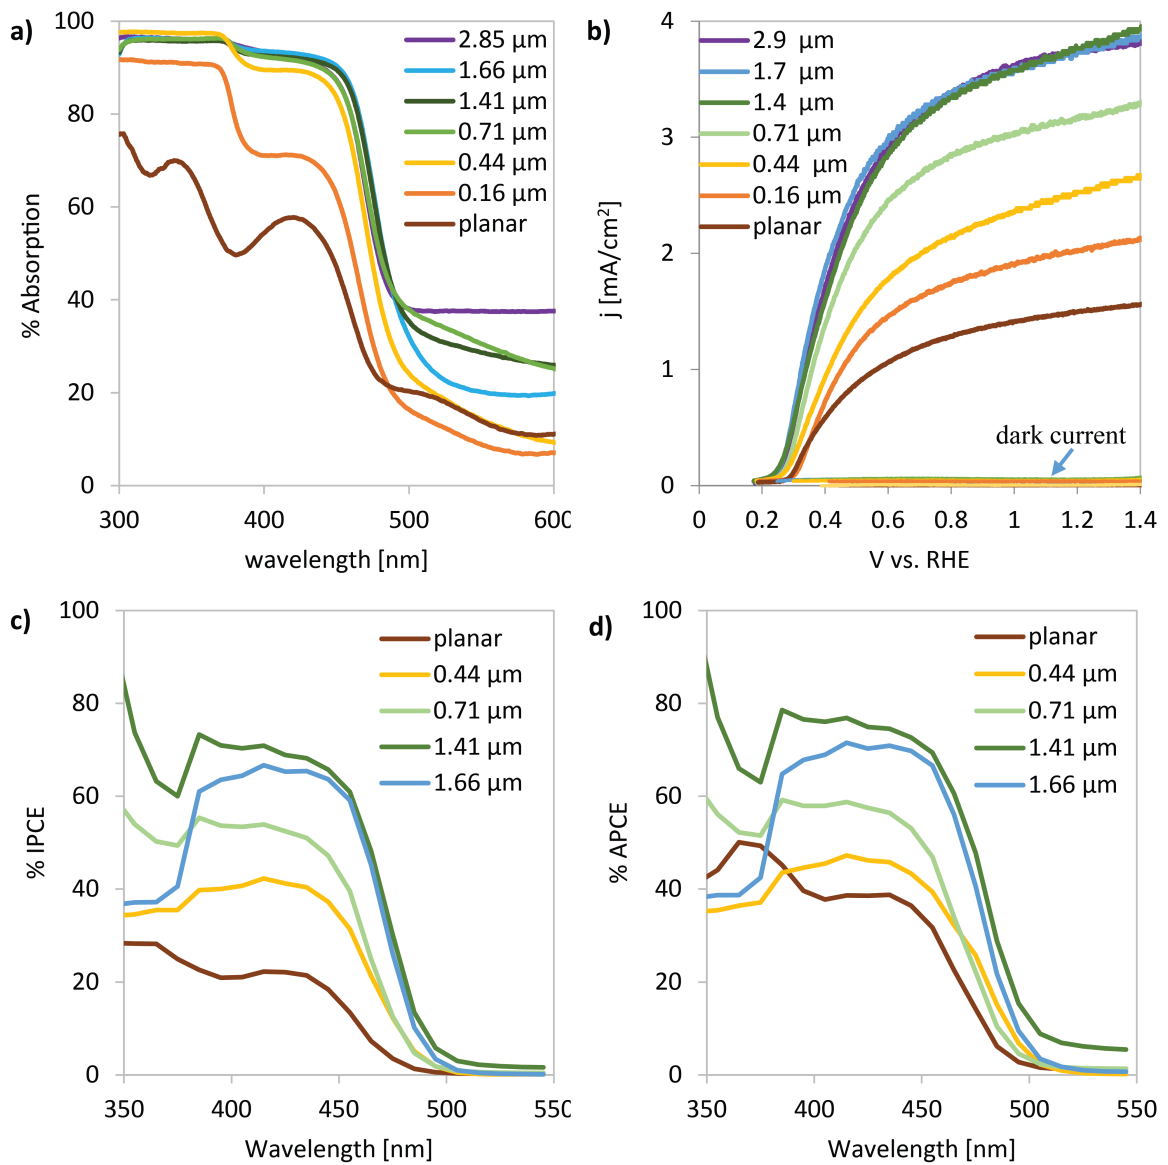 a)
100
80
60
40
20
0
% Absorption
300
400
500
600
wavelength [nm]
2.85 µm
1.66 µm
1.41 µm
0.71 µm
0.44 µm
0.16 µm
planar
b)
4
3
2
1
0
j [mA/cm²]
0
0.2
0.4
0.6
0.8
1
1.2
1.4
V vs. RHE
2.9 µm
1.7 µm
1.4 µm
0.71 µm
0.44 µm
0.16 µm
planar
dark current
c)
100
80
60
40
20
0
% IPCE
350
400
450
500
550
Wavelength [nm]
planar
0.44 µm
0.71 µm
1.41 µm
1.66 µm
d)
100
80
60
40
20
0
% APCE
350
400
450
500
550
Wavelength [nm]
planar
0.44 µm
0.71 µm
1.41 µm
1.66 µm